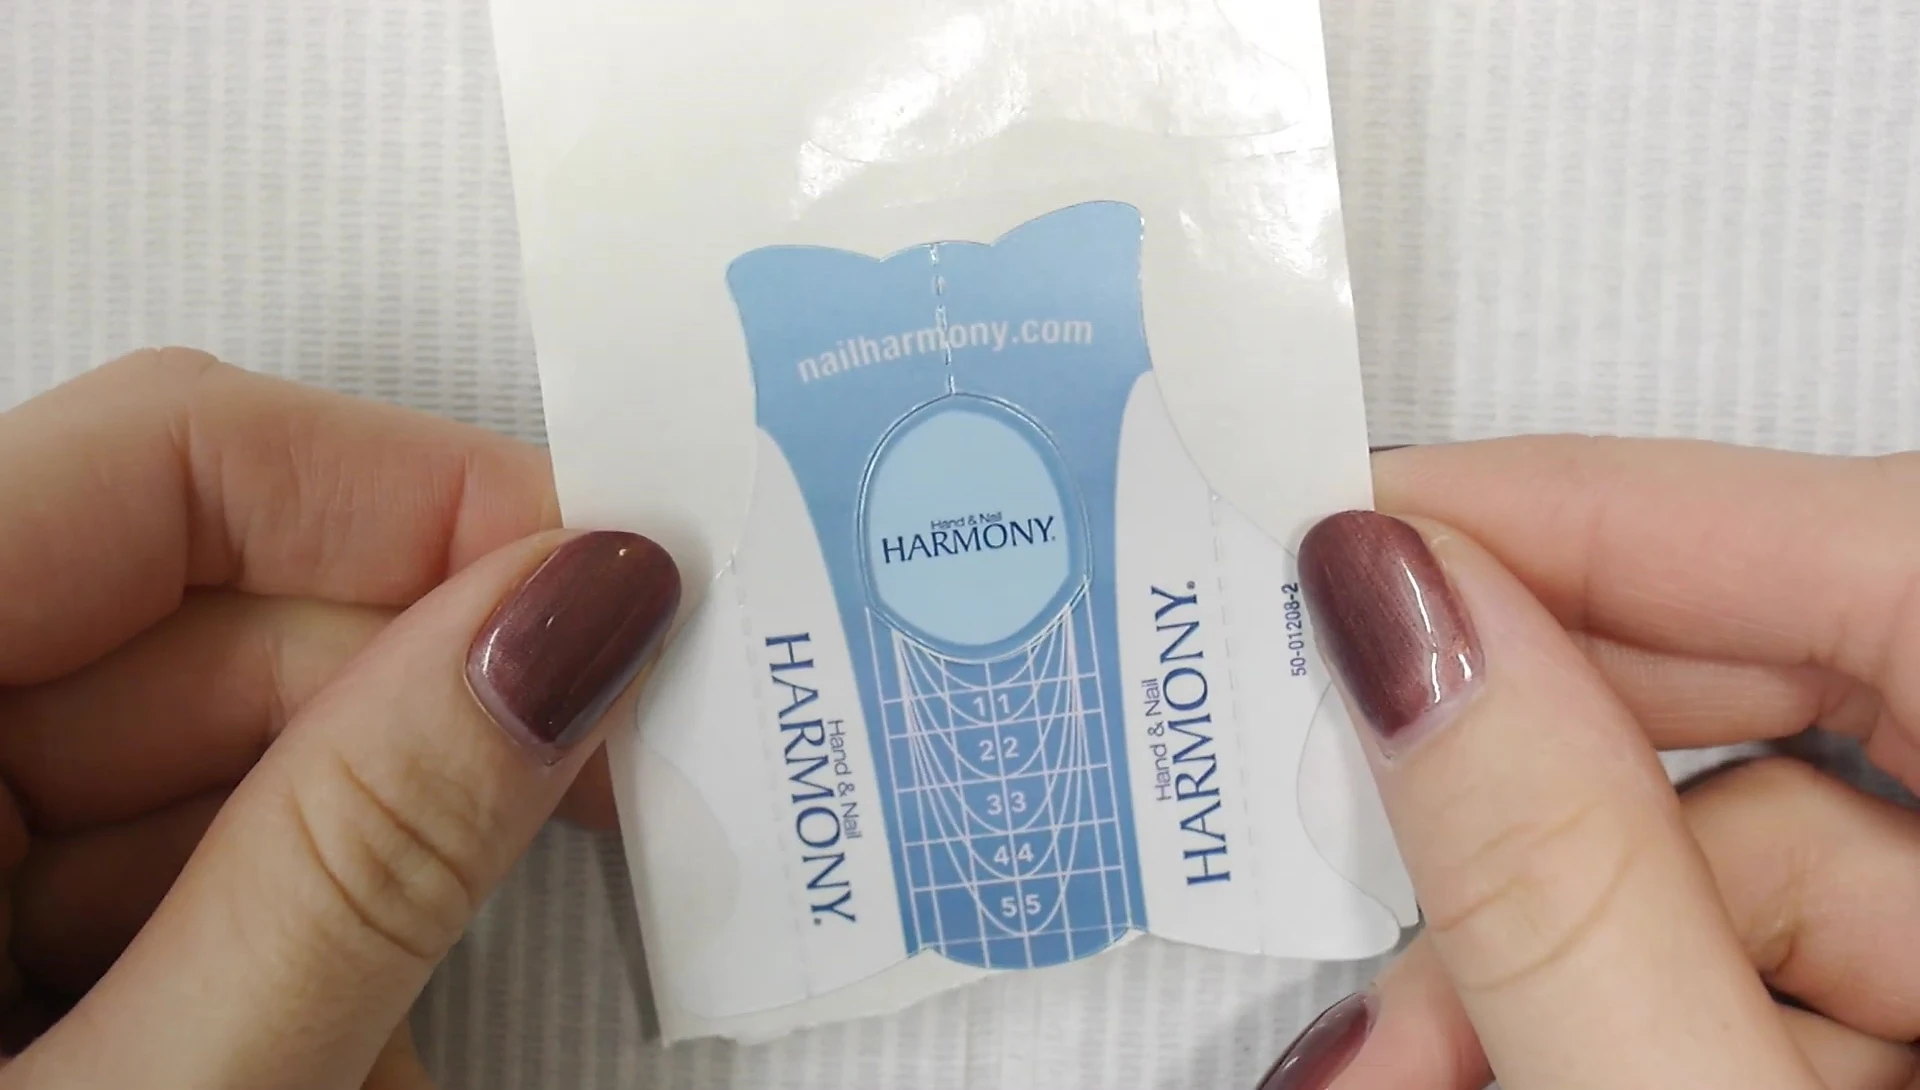 nailharmony.com
Hand & Nail
HARMONY.
Hand & Nail
HARMONY.
Hand & Nail
HARMONY.
50-01208-2
1 1
2 2
3 3
4 4
5 5